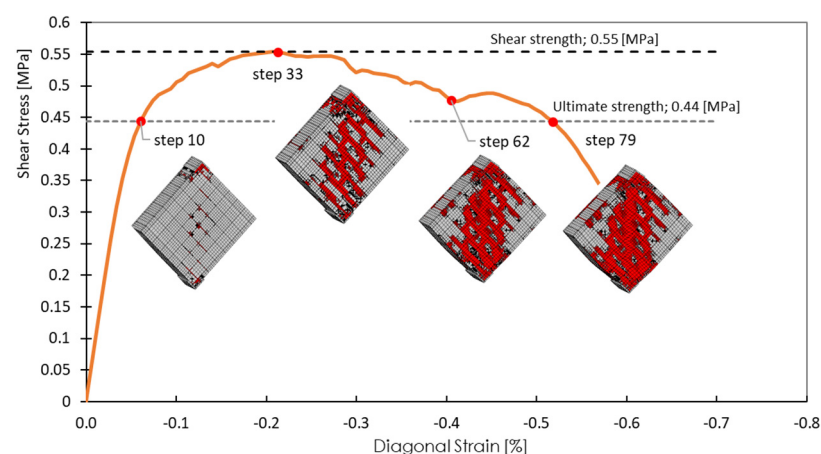 0.6
0.55
0.5
0.45
0.4
0.35
0.3
0.25
0.2
0.15
0.1
0.05
0
Shear Stress [MPa]
Shear strength; 0.55 [MPa]
step 33
Ultimate strength; 0.44 [MPa]
step 10
step 62
step 79
0.0 -0.1 -0.2 -0.3 -0.4 -0.5 -0.6 -0.7 -0.8
Diagonal Strain [%]